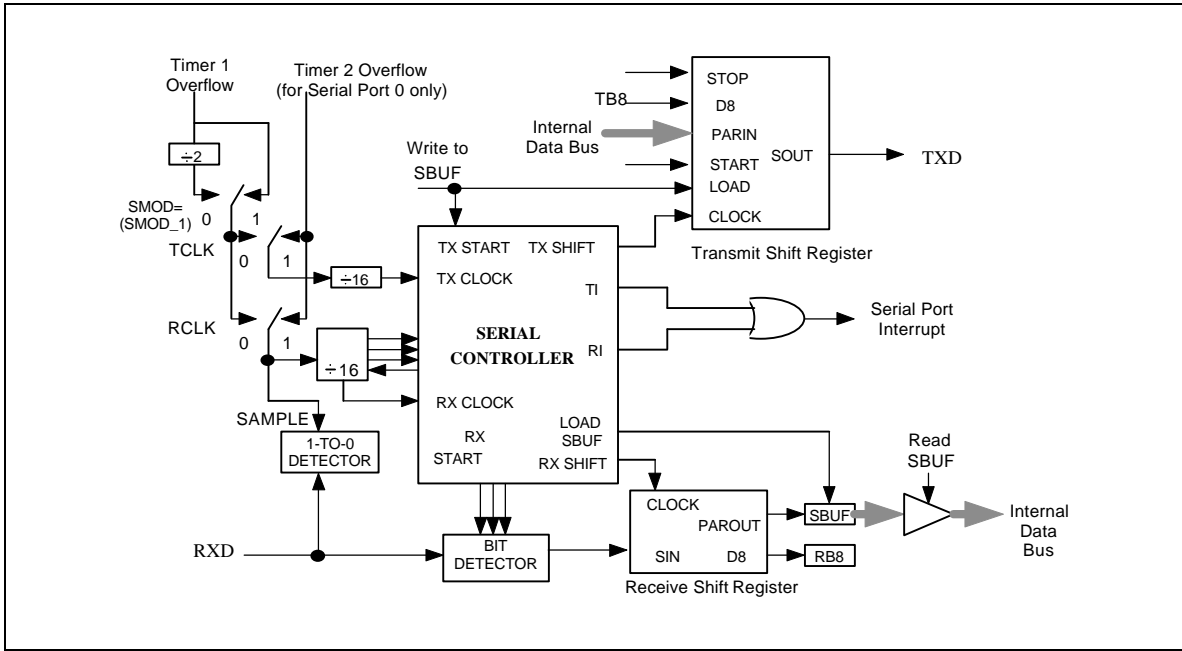 Timer 1
Overflow
Timer 2 Overflow
(for Serial Port 0 only)
÷2
SMOD=
(SMOD_1)
0
1
TCLK
0
1
÷16
RCLK
0
1
÷16
SAMPLE
1-TO-0
DETECTOR
RXD
Write to
SBUF
TX START
TX SHIFT
TX CLOCK
TI
SERIAL
CONTROLLER
RI
RX CLOCK
LOAD
SBUF
RX
START
RX SHIFT
BIT
DETECTOR
TB8
Internal
Data Bus
STOP
D8
PARIN
START
SOUT
LOAD
CLOCK
TXD
Transmit Shift Register
Serial Port
Interrupt
CLOCK
PAROUT
SIN
D8
Receive Shift Register
SBUF
RB8
Read
SBUF
Internal
Data
Bus